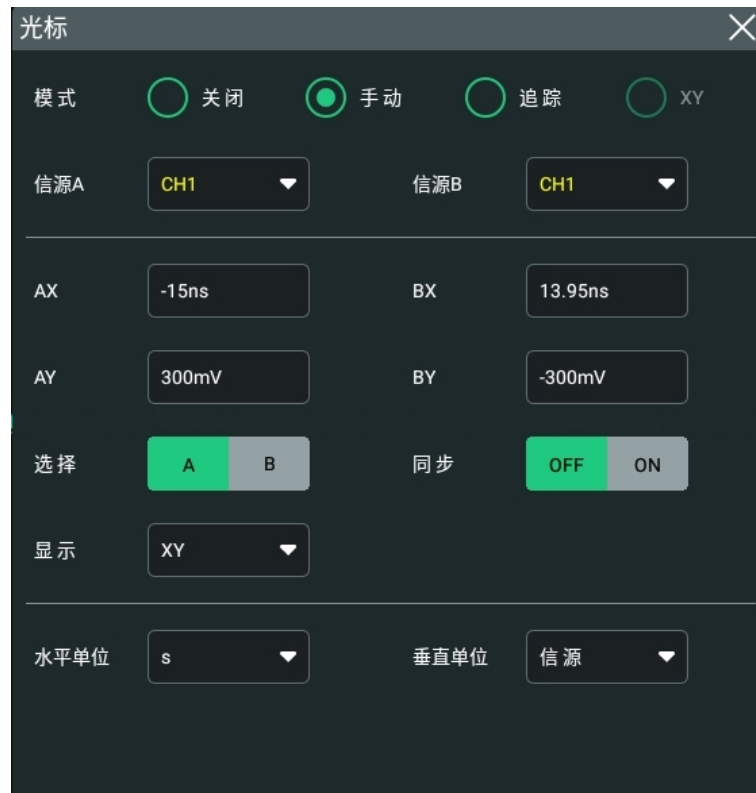 光标
模式 关闭 手动 追踪 XY
信源A CH1 信源B CH1
AX -15ns BX 13.95ns
AY 300mV BY -300mV
选择 A B 同步 OFF ON
显示 XY
水平单位 s 垂直单位 信源